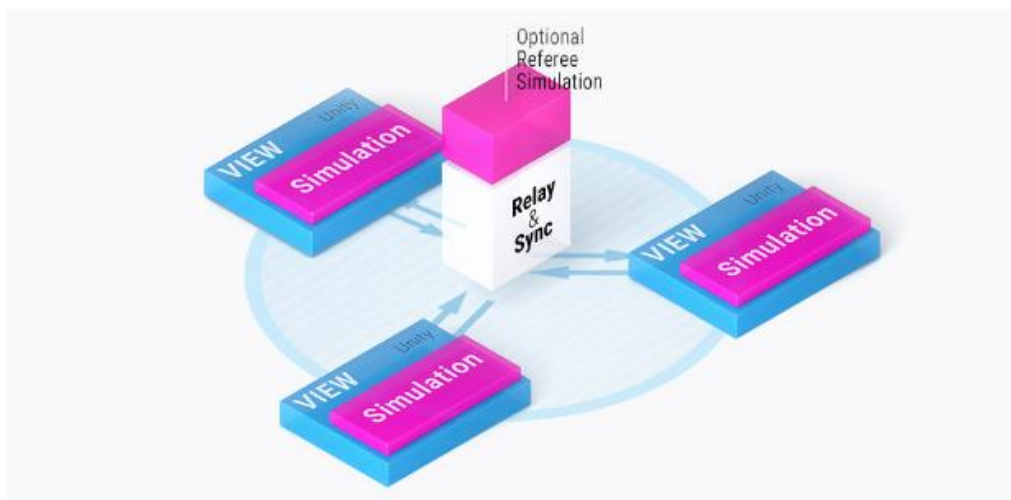 Optional
Referee
Simulation
Unity
VIEW
Simulation
Relay
&
Sync
Unity
VIEW
Simulation
Unity
VIEW
Simulation